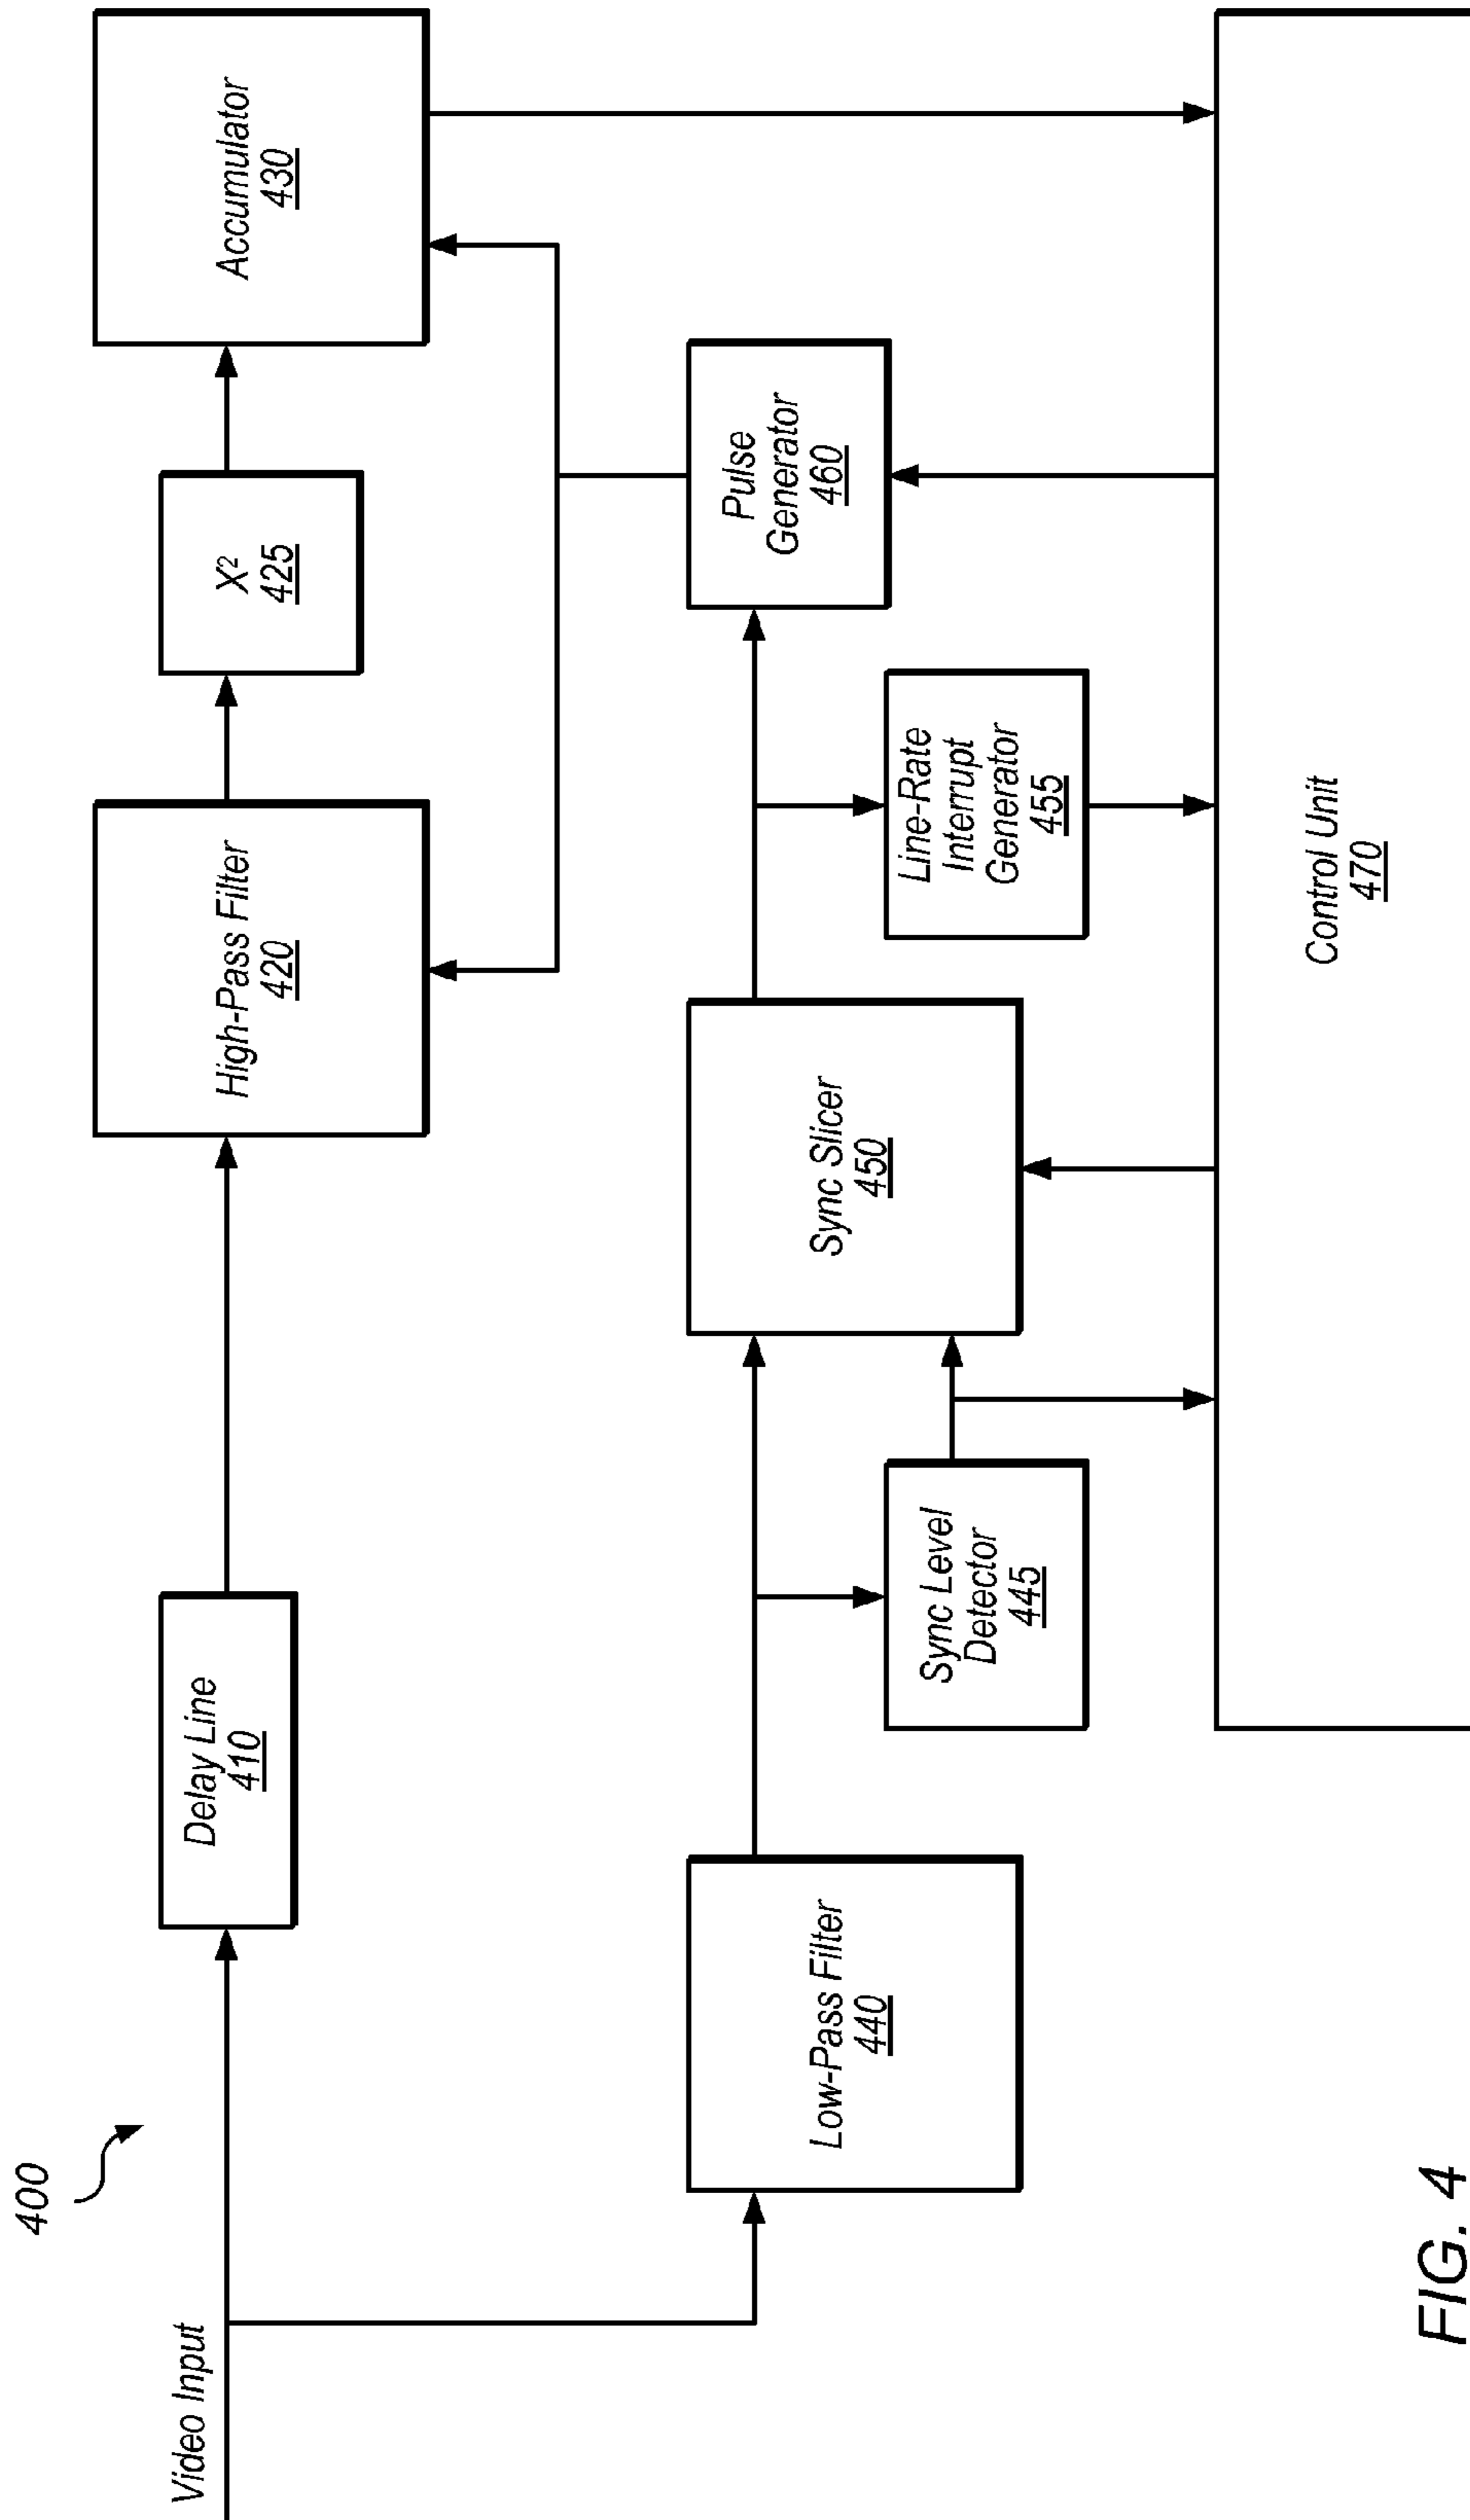 400
Video Input
Delay Line
410
High-Pass Filter
420
X²
425
Accumulator
430
Low-Pass Filter
440
Sync Level
Detector
445
Sync Slicer
450
Line-Rate
Interrupt
Generator
455
Pulse
Generator
460
Control Unit
470
FIG. 4